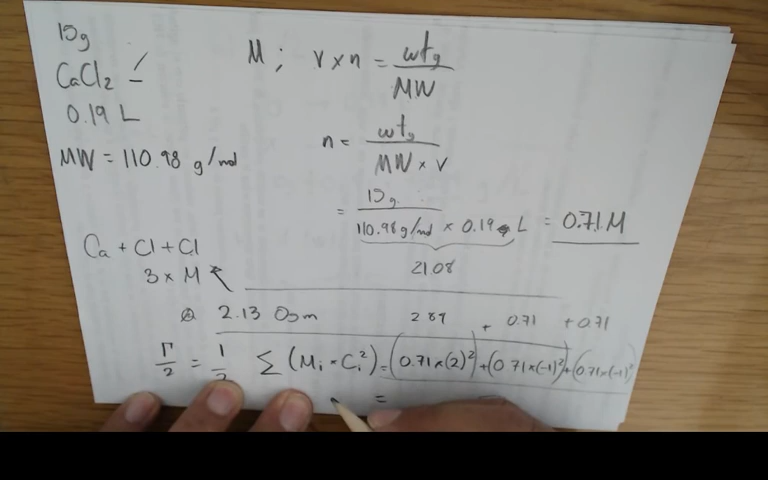 15g
CaCl2
0.19 L
MW = 110.98 g/mol
M; v x n = wtg / MW
n = wtg / MW x v
= 15g. / 110.98 g/mol x 0.19 L = 0.71 M
21.08
Ca + Cl + Cl
3 x M
2.13 Osm
+ 0.71 + 0.71
Γ/2 = 1/2 Σ (Mi × Ci²) = (0.71×(2)²) + (0.71×(-1)²) + (0.71×(-1)²
=